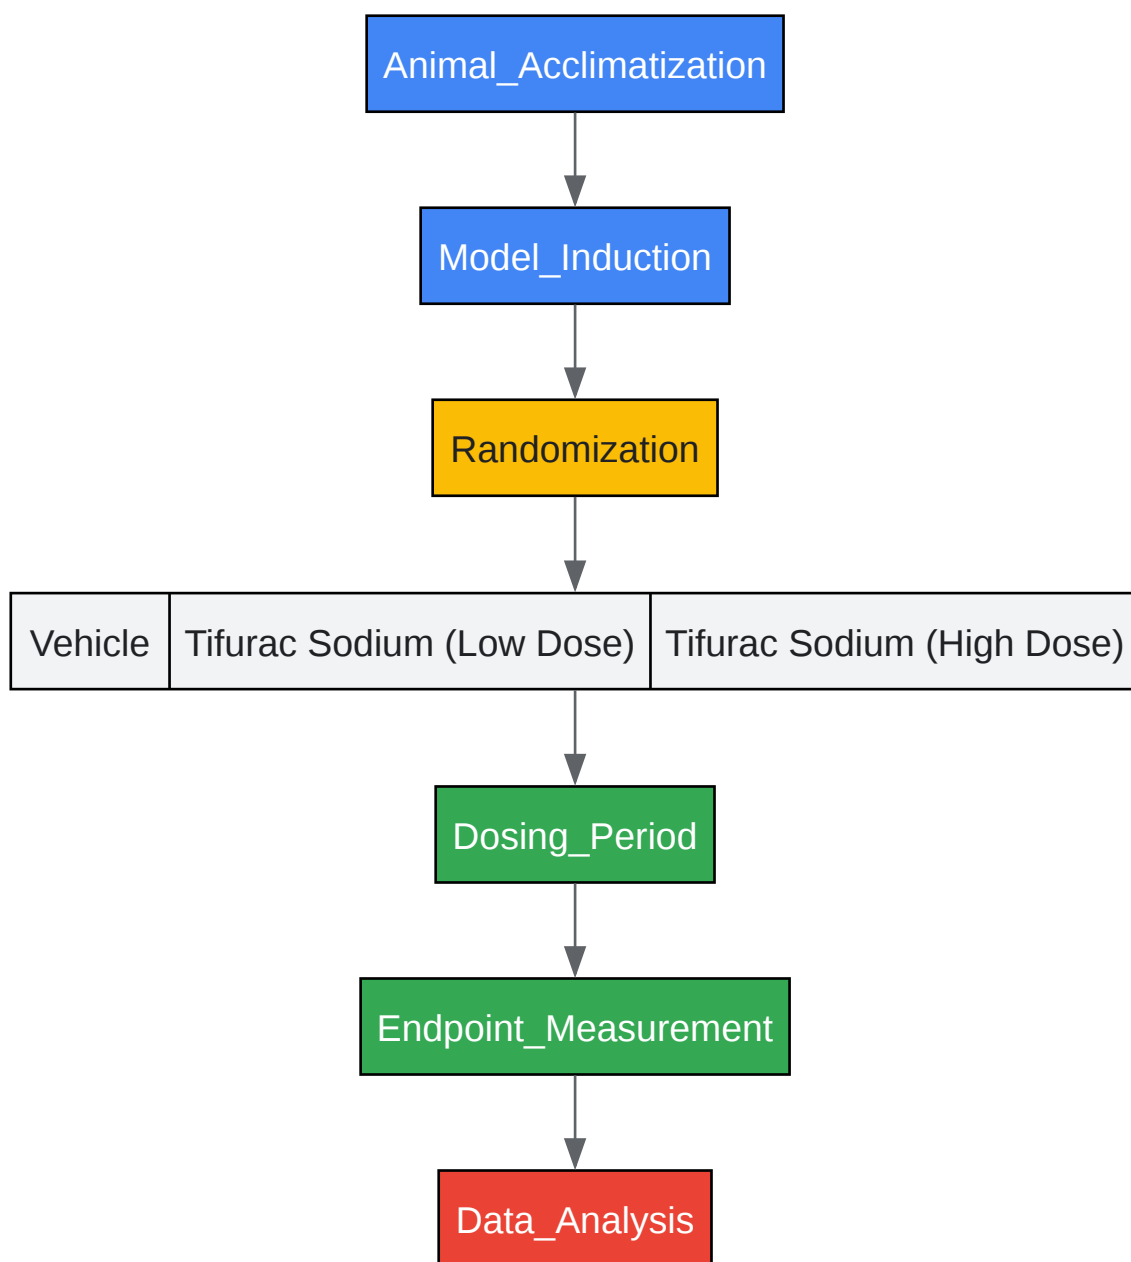 Animal_Acclimatization
Model_Induction
Randomization
Vehicle
Tifurac Sodium (Low Dose)
Tifurac Sodium (High Dose)
Dosing_Period
Endpoint_Measurement
Data_Analysis